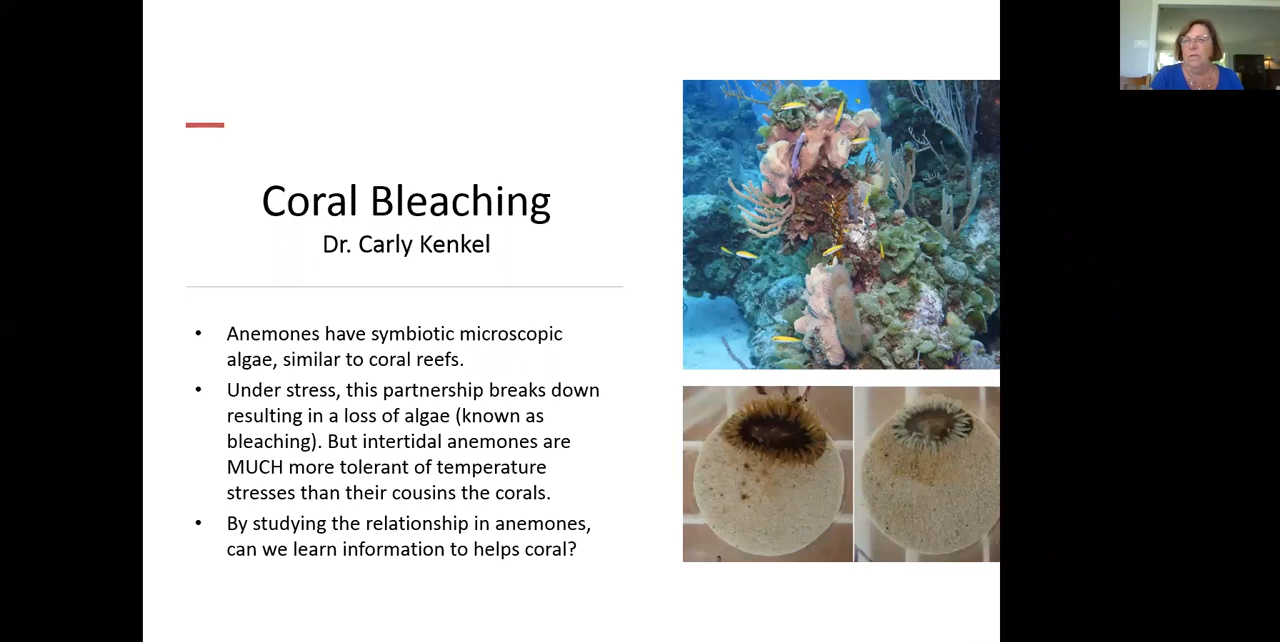 Coral Bleaching
Dr. Carly Kenkel
• Anemones have symbiotic microscopic
algae, similar to coral reefs.
• Under stress, this partnership breaks down
resulting in a loss of algae (known as
bleaching). But intertidal anemones are
MUCH more tolerant of temperature
stresses than their cousins the corals.
• By studying the relationship in anemones,
can we learn information to helps coral?